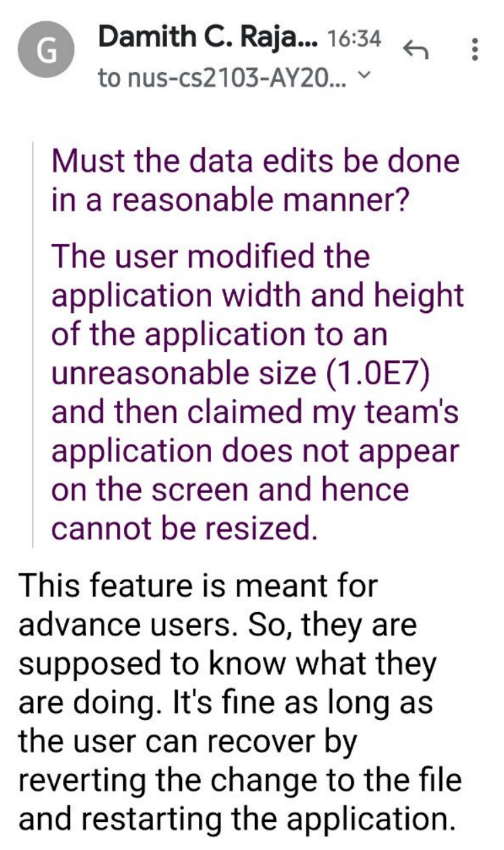 G
Damith C. Raja... 16:34
to nus-cs2103-AY20...
Must the data edits be done
in a reasonable manner?
The user modified the
application width and height
of the application to an
unreasonable size (1.0E7)
and then claimed my team's
application does not appear
on the screen and hence
cannot be resized.
This feature is meant for
advance users. So, they are
supposed to know what they
are doing. It's fine as long as
the user can recover by
reverting the change to the file
and restarting the application.